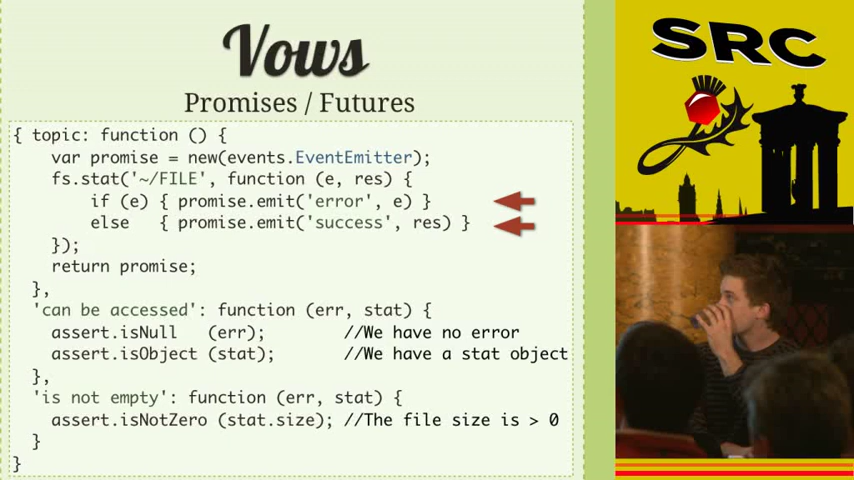 Vows
Promises / Futures
{ topic: function () {
var promise = new(events.EventEmitter);
fs.stat('~/FILE', function (e, res) {
if (e) { promise.emit('error', e) }
else { promise.emit('success', res) }
});
return promise;
},
'can be accessed': function (err, stat) {
assert.isNull (err); //We have no error
assert.isObject (stat); //We have a stat object
},
'is not empty': function (err, stat) {
assert.isNotZero (stat.size); //The file size is > 0
}
}
SRC